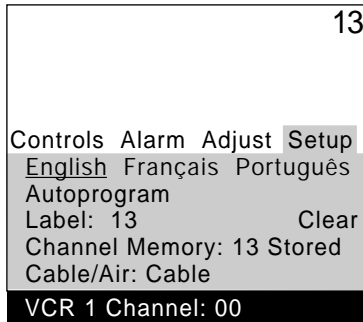 13
Controls Alarm Adjust Setup
English Français Português
Autoprogram
Label: 13 Clear
Channel Memory: 13 Stored
Cable/Air: Cable
VCR 1 Channel: 00